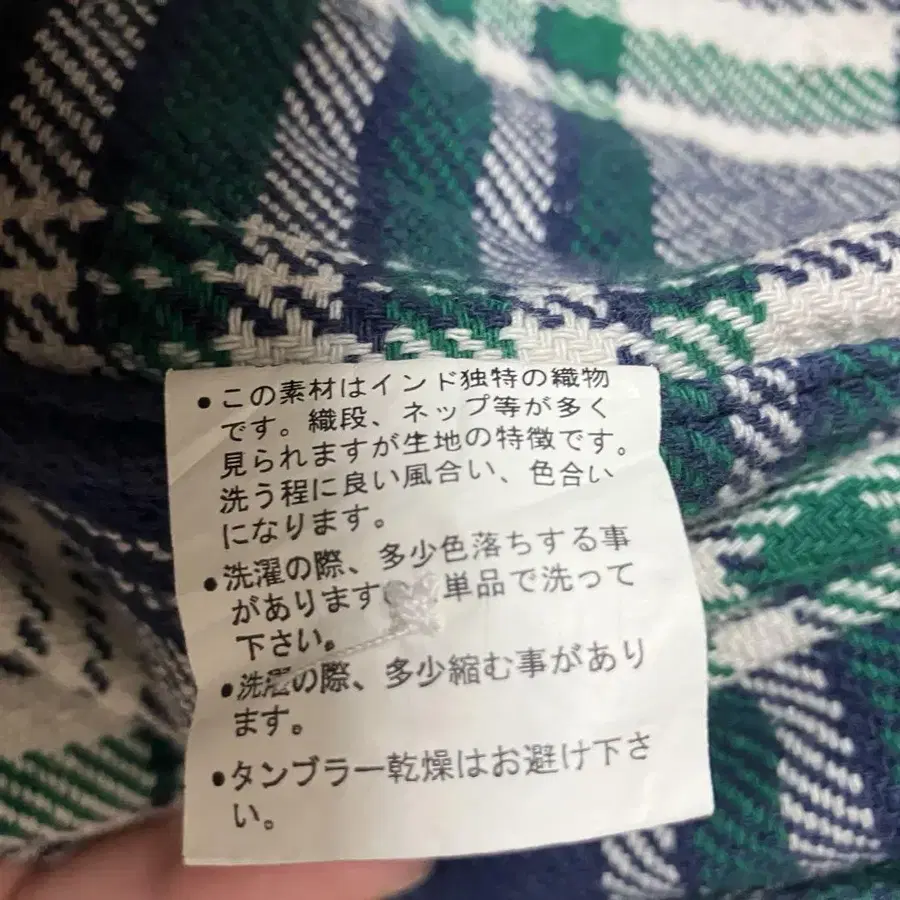 ●この素材はインド独特の織物
です。織段、ネップ等が多く
見られますが生地の特徴です。
洗う程に良い風合い、色合い
になります。
●洗濯の際、多少色落ちする事
がありますの 単品で洗って
下さい。
●洗濯の際、多少縮む事があり
ます。
●タンブラー乾燥はお避け下さ
い。